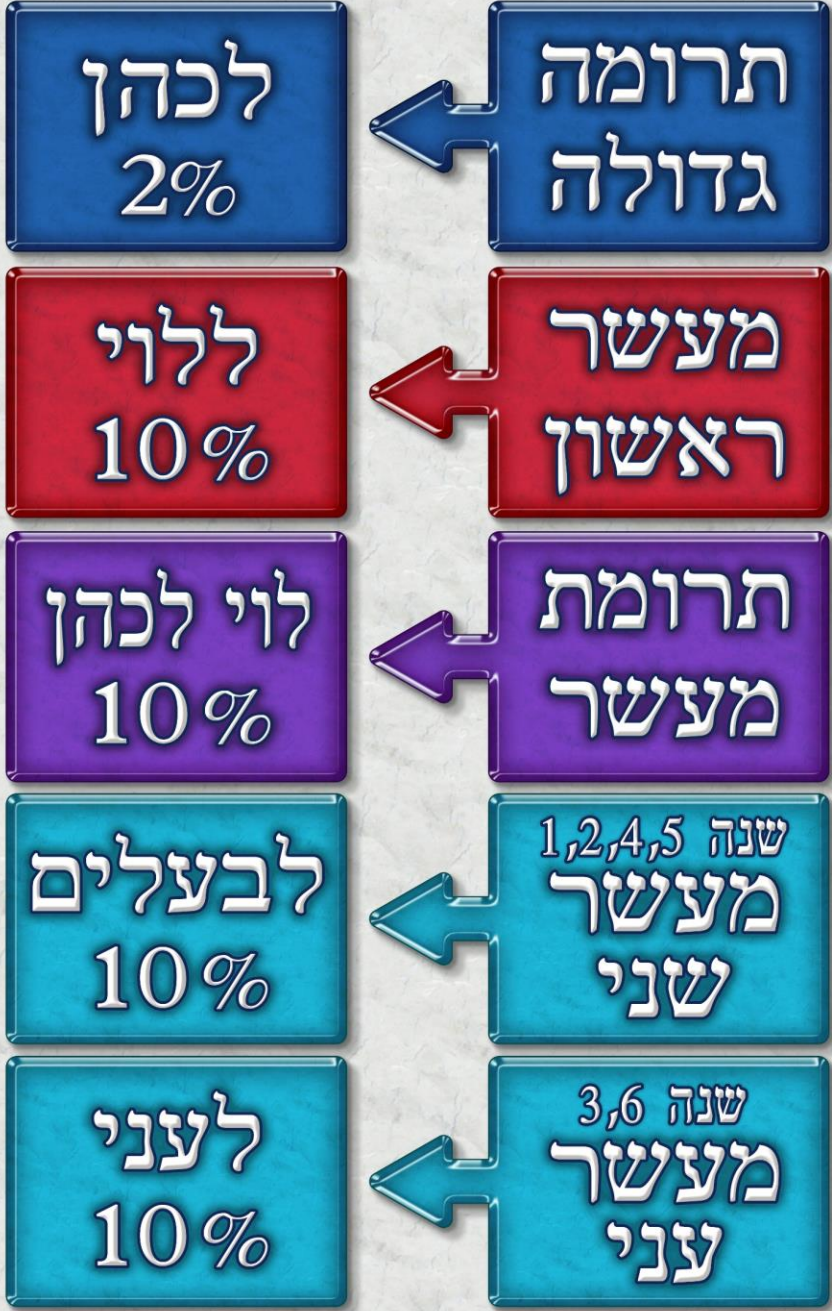 תרומה
גדולה
לכהן
2%
מעשר
ראשון
ללוי
10%
תרומת
מעשר
לוי לכהן
10%
שנה 1,2,4,5
מעשר
שני
לבעלים
10%
שנה 3,6
מעשר
עני
לעני
10%